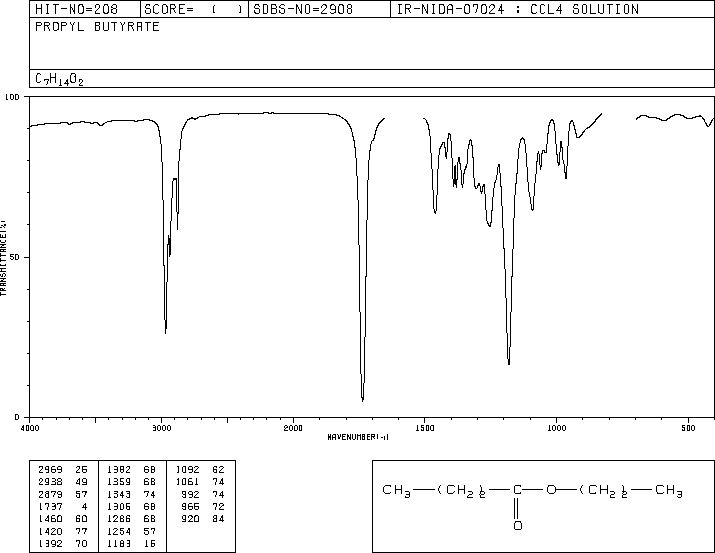 HIT-NO=208 SCORE= ( ) SDBS-NO=2908 IR-NIDA-07024 : CCL4 SOLUTION
PROPYL BUTYRATE
C7H14O2
100
50
0
TRANSMITTANCE(%)
4000 3000 2000 1500 1000 500
WAVENUMBER(-1)
2969 26 1382 68 1092 62
2938 49 1359 68 1061 74
2879 57 1343 74 992 74
1737 4 1306 68 966 72
1460 60 1286 68 920 84
1420 77 1254 57
1392 70 1183 16
CH3 (CH2)2 C O (CH2)2 CH3
O